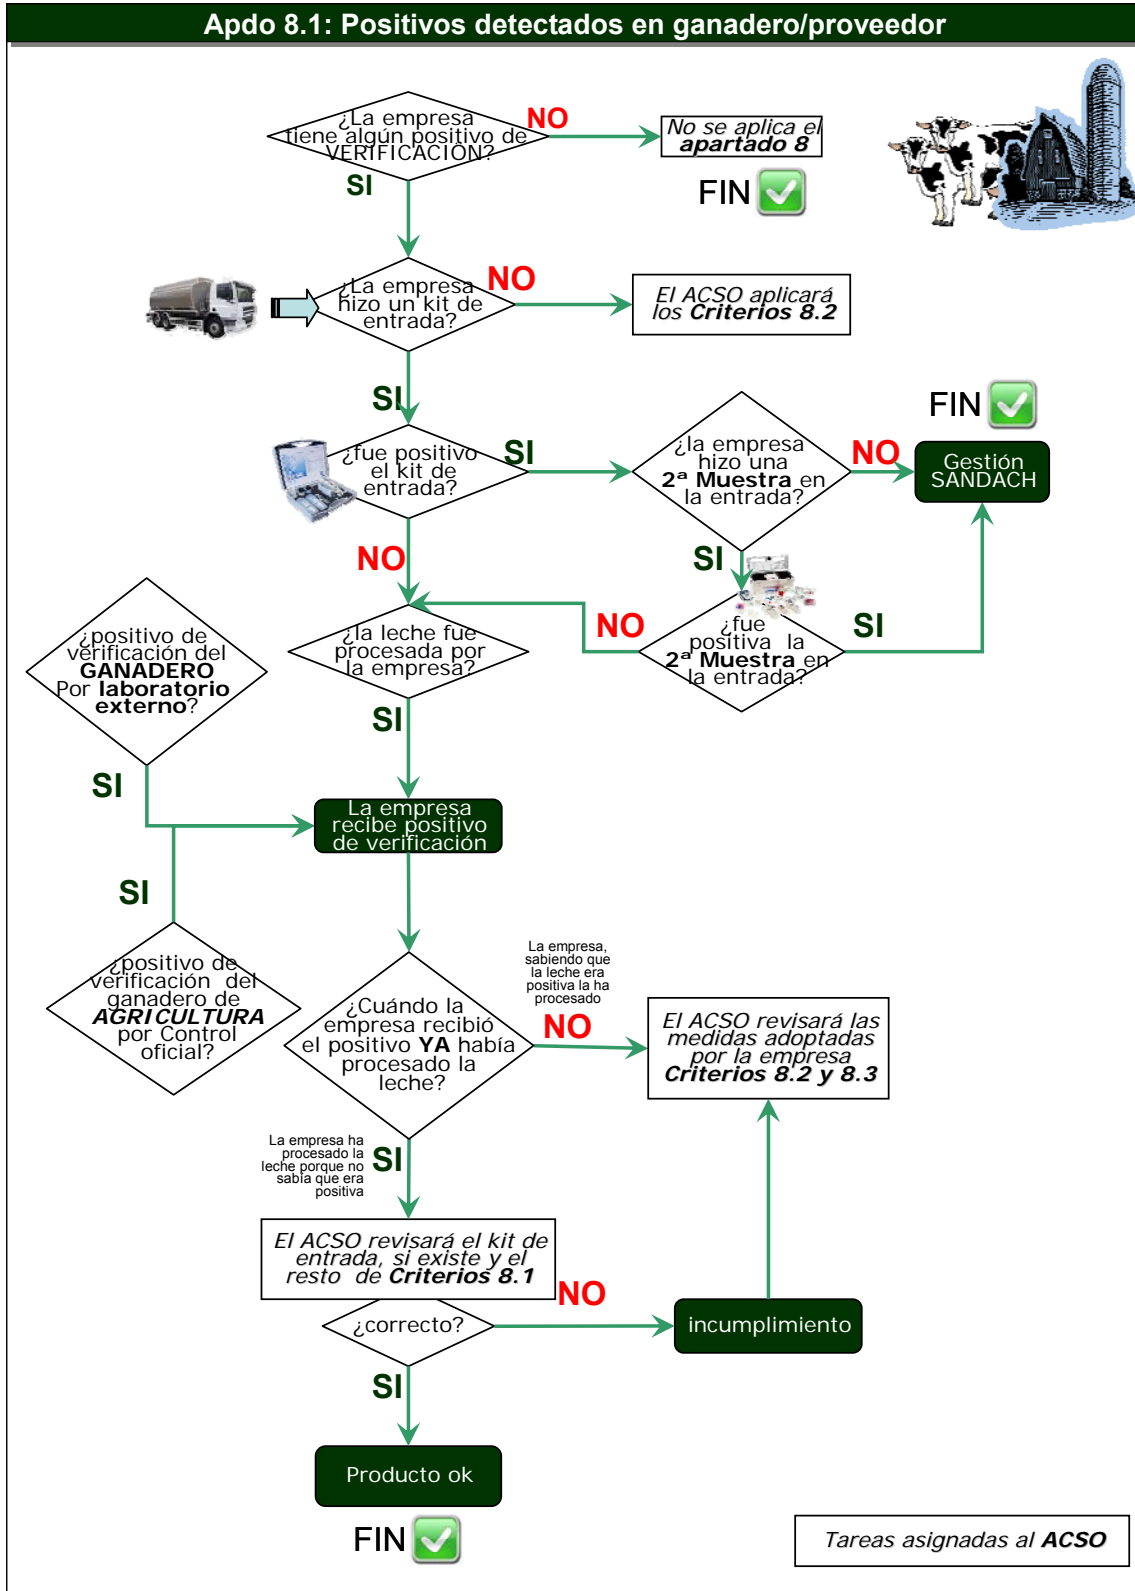 Apdo 8.1: Positivos detectados en ganadero/proveedor
¿La empresa
tiene algún positivo de
VERIFICACIÓN?
NO
No se aplica el
apartado 8
SI
FIN
¿La empresa
hizo un kit de
entrada?
NO
El ACSO aplicará
los Criterios 8.2
SI
FIN
¿fue positivo
el kit de
entrada?
SI
¿la empresa
hizo una
2ª Muestra en
la entrada?
NO
Gestión
SANDACH
NO
SI
¿positivo de
verificación del
GANADERO
Por laboratorio
externo?
¿la leche fue
procesada por
la empresa?
NO
¿fue
positiva la
2ª Muestra en
la entrada?
SI
SI
SI
La empresa
recibe positivo
de verificación
SI
¿positivo de
verificación del
ganadero de
AGRICULTURA
por Control
oficial?
¿Cuándo la
empresa recibió
el positivo YA había
procesado la
leche?
La empresa,
sabiendo que
la leche era
positiva la ha
procesado
NO
El ACSO revisará las
medidas adoptadas
por la empresa
Criterios 8.2 y 8.3
La empresa ha
procesado la
leche porque no
sabía que era
positiva
SI
El ACSO revisará el kit de
entrada, si existe y el
resto de Criterios 8.1
NO
¿correcto?
incumplimiento
SI
Producto ok
FIN
Tareas asignadas al ACSO